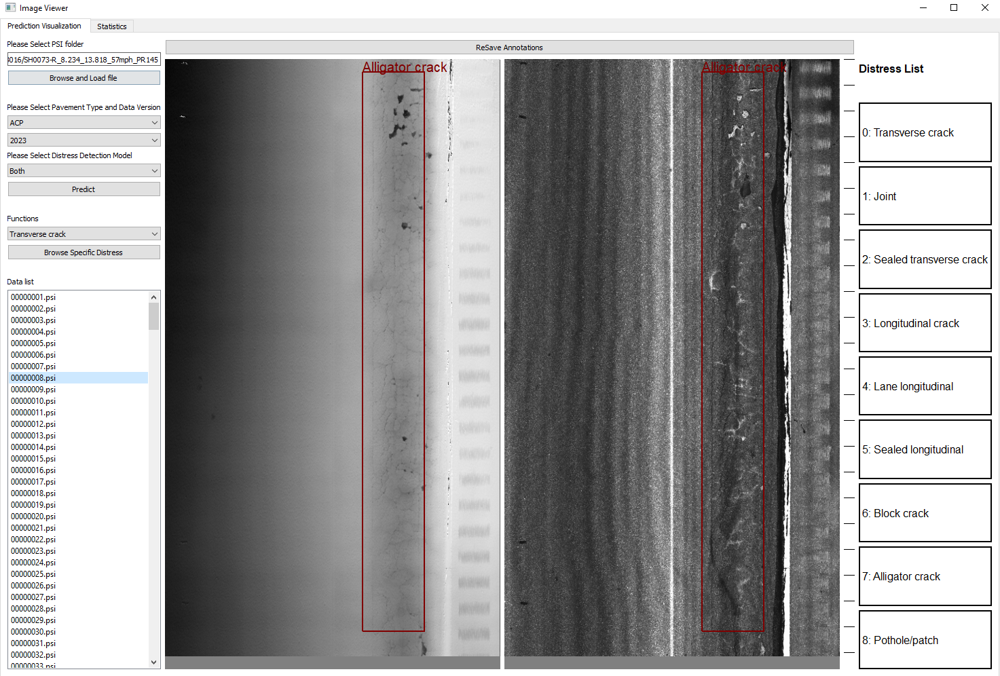 Image Viewer
Prediction Visualization
Statistics
Please Select PSI folder
016/SH0073-R_8.234_13.818_57mph_PR145
Browse and Load file
Please Select Pavement Type and Data Version
ACP
2023
Please Select Distress Detection Model
Both
Predict
Functions
Transverse crack
Browse Specific Distress
Data list
00000001.psi
00000002.psi
00000003.psi
00000004.psi
00000005.psi
00000006.psi
00000007.psi
00000008.psi
00000009.psi
00000010.psi
00000011.psi
00000012.psi
00000013.psi
00000014.psi
00000015.psi
00000016.psi
00000017.psi
00000018.psi
00000019.psi
00000020.psi
00000021.psi
00000022.psi
00000023.psi
00000024.psi
00000025.psi
00000026.psi
00000027.psi
00000028.psi
00000029.psi
00000030.psi
00000031.psi
00000032.psi
00000033.psi
ReSave Annotations
Alligator crack
Alligator crack
Distress List
0: Transverse crack
1: Joint
2: Sealed transverse crack
3: Longitudinal crack
4: Lane longitudinal
5: Sealed longitudinal
6: Block crack
7: Alligator crack
8: Pothole/patch